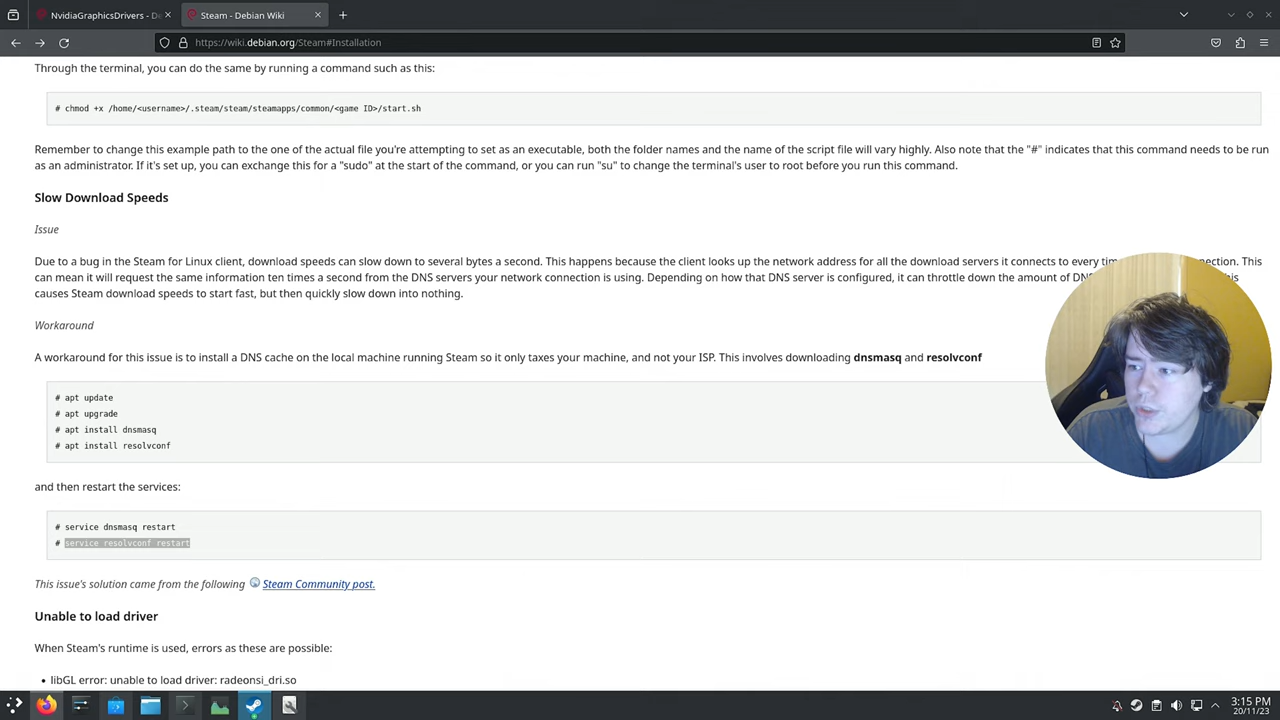 NvidiaGraphicsDrivers - De
Steam - Debian Wiki
https://wiki.debian.org/Steam#Installation
Through the terminal, you can do the same by running a command such as this:
# chmod +x /home/<username>/.steam/steam/steamapps/common/<game ID>/start.sh
Remember to change this example path to the one of the actual file you're attempting to set as an executable, both the folder names and the name of the script file will vary highly. Also note that the "#" indicates that this command needs to be run
as an administrator. If it's set up, you can exchange this for a "sudo" at the start of the command, or you can run "su" to change the terminal's user to root before you run this command.
Slow Download Speeds
Issue
Due to a bug in the Steam for Linux client, download speeds can slow down to several bytes a second. This happens because the client looks up the network address for all the download servers it connects to every tim connection. This
can mean it will request the same information ten times a second from the DNS servers your network connection is using. Depending on how that DNS server is configured, it can throttle down the amount of DN his
causes Steam download speeds to start fast, but then quickly slow down into nothing.
Workaround
A workaround for this issue is to install a DNS cache on the local machine running Steam so it only taxes your machine, and not your ISP. This involves downloading dnsmasq and resolvconf
# apt update
# apt upgrade
# apt install dnsmasq
# apt install resolvconf
and then restart the services:
# service dnsmasq restart
# service resolvconf restart
This issue's solution came from the following Steam Community post.
Unable to load driver
When Steam's runtime is used, errors as these are possible:
• libGL error: unable to load driver: radeonsi_dri.so
3:15 PM
20/11/23